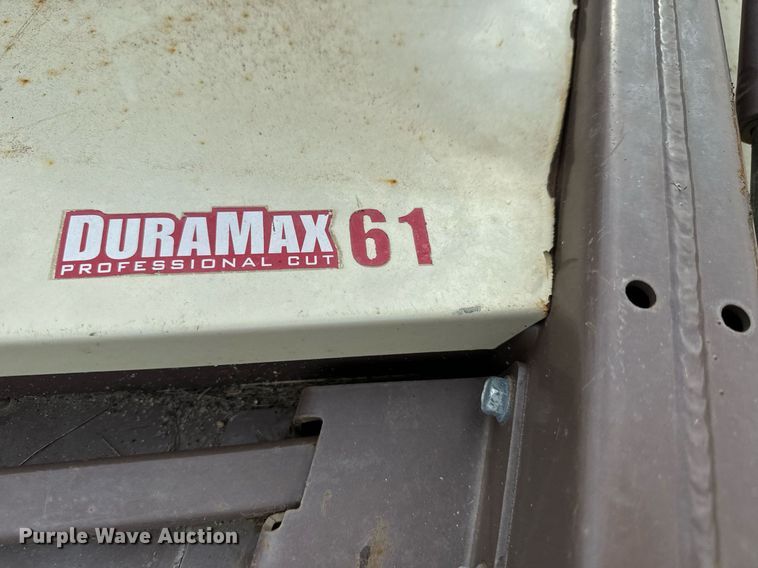 DURAMAX 61
PROFESSIONAL CUT
Purple Wave Auction